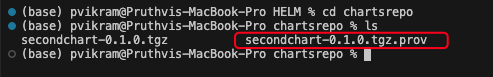 (base) pvikram@Pruthvis-MacBook-Pro HELM % cd chartsrepo
(base) pvikram@Pruthvis-MacBook-Pro chartsrepo % ls
secondchart-0.1.0.tgz secondchart-0.1.0.tgz.prov
(base) pvikram@Pruthvis-MacBook-Pro chartsrepo %